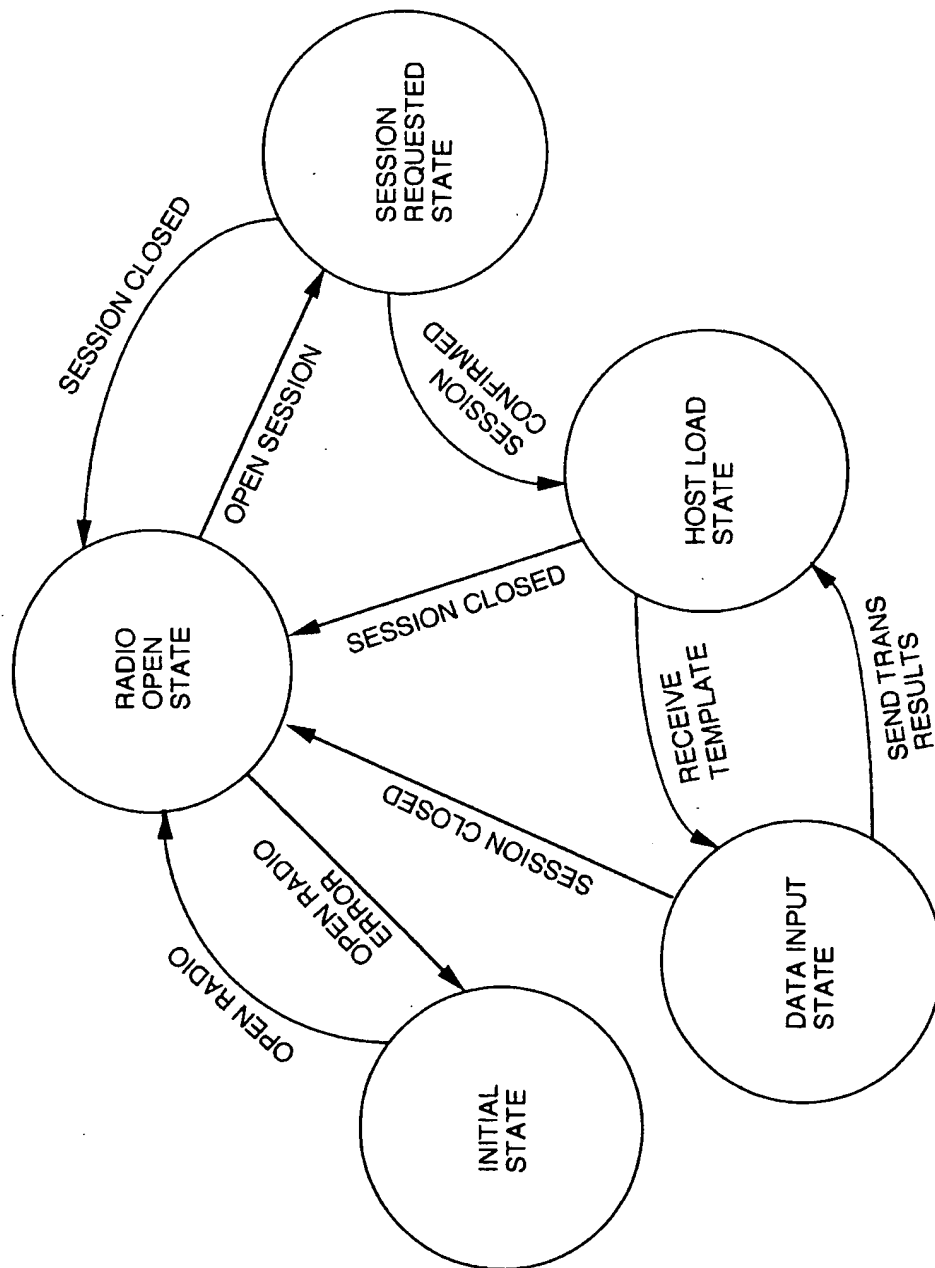 INITIAL
STATE
OPEN RADIO
OPEN RADIO
ERROR
RADIO
OPEN
STATE
SESSION CLOSED
OPEN SESSION
SESSION
REQUESTED
STATE
SESSION
CONFIRMED
SESSION CLOSED
SESSION CLOSED
HOST LOAD
STATE
RECEIVE
TEMPLATE
SEND TRANS
RESULTS
DATA INPUT
STATE